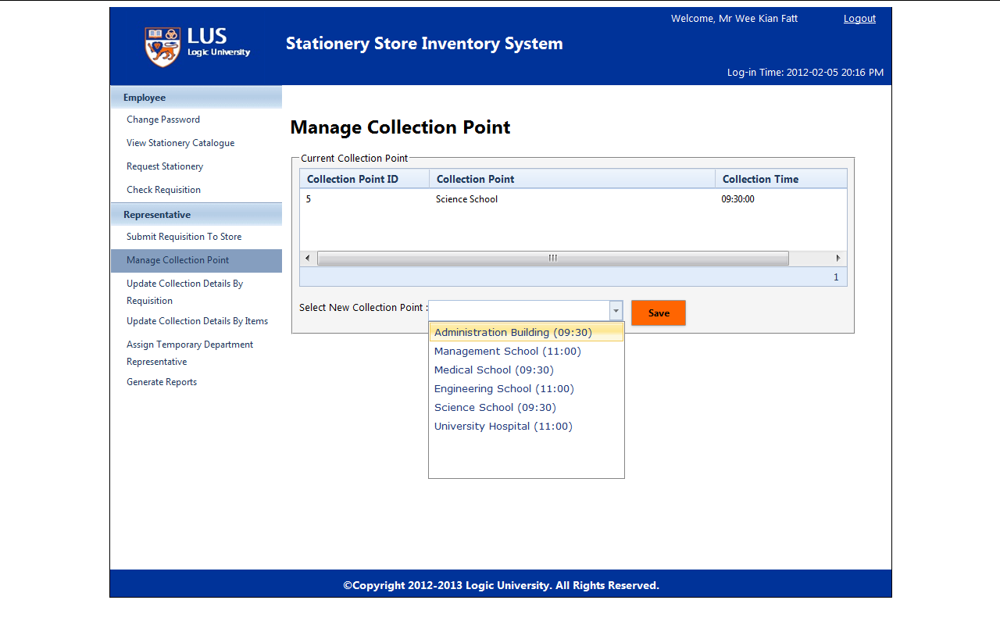 Welcome, Mr Wee Kian Fatt Logout
LUS
Logic University
Stationery Store Inventory System
Log-in Time: 2012-02-05 20:16 PM
Employee
Change Password
View Stationery Catalogue
Request Stationery
Check Requisition
Representative
Submit Requisition To Store
Manage Collection Point
Update Collection Details By
Requisition
Update Collection Details By Items
Assign Temporary Department
Representative
Generate Reports
Manage Collection Point
Current Collection Point
Collection Point ID Collection Point Collection Time
5 Science School 09:30:00
1
Select New Collection Point : Save
Administration Building (09:30)
Management School (11:00)
Medical School (09:30)
Engineering School (11:00)
Science School (09:30)
University Hospital (11:00)
©Copyright 2012-2013 Logic University. All Rights Reserved.